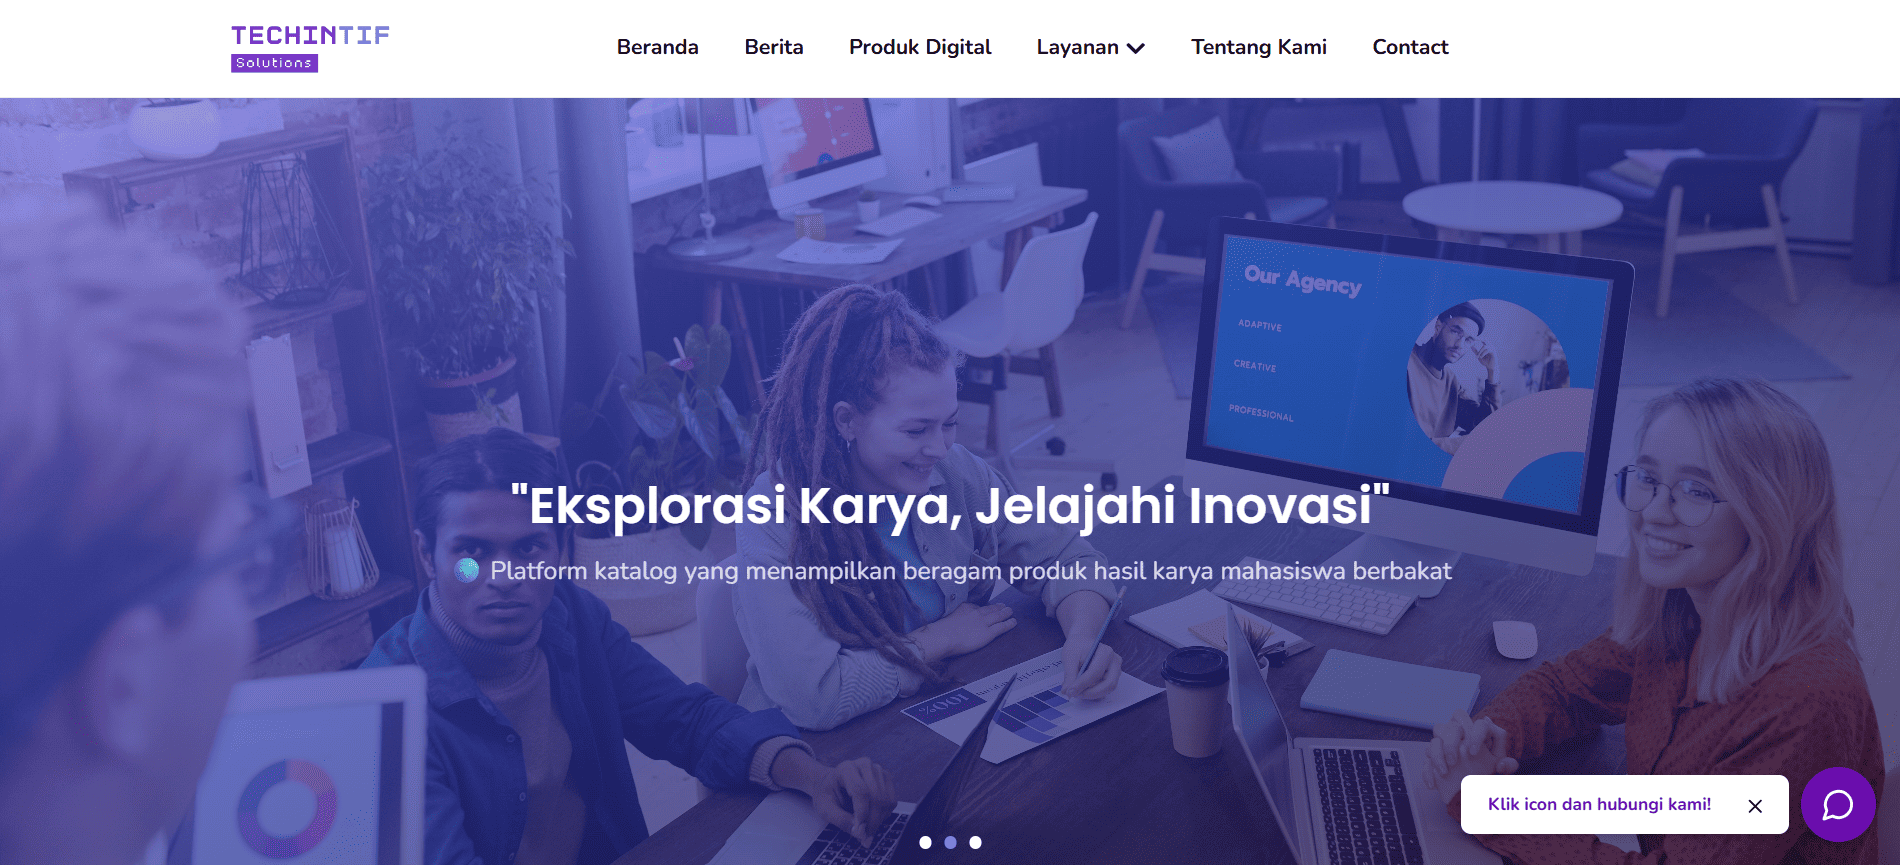 TECHINTIF
Solutions
Beranda
Berita
Produk Digital
Layanan
Tentang Kami
Contact
Our Agency
ADAPTIVE
CREATIVE
PROFESSIONAL
"Eksplorasi Karya, Jelajahi Inovasi"
Platform katalog yang menampilkan beragam produk hasil karya mahasiswa berbakat
100%
Klik icon dan hubungi kami!